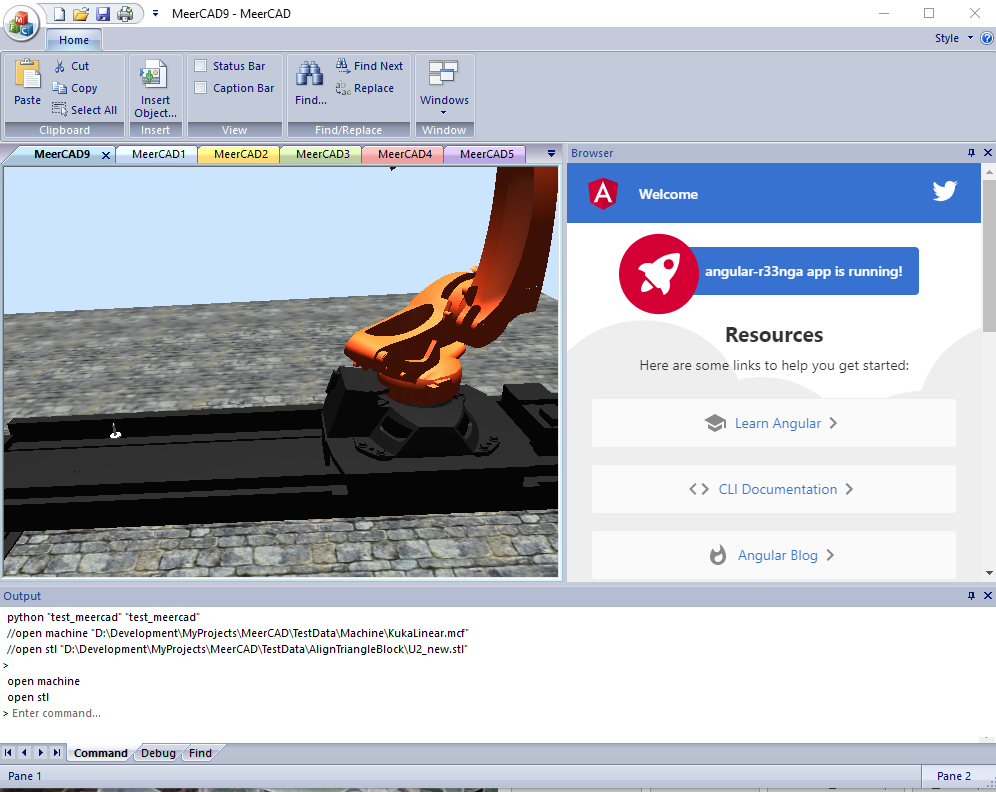 MeerCAD9 - MeerCAD
Home
Style
Paste
Cut
Copy
Select All
Clipboard
Insert
Object...
Insert
Status Bar
Caption Bar
View
Find...
Find Next
Replace
Find/Replace
Windows
Window
MeerCAD9
MeerCAD1
MeerCAD2
MeerCAD3
MeerCAD4
MeerCAD5
Browser
Welcome
angular-r33nga app is running!
Resources
Here are some links to help you get started:
Learn Angular
CLI Documentation
Angular Blog
Output
python "test_meercad" "test_meercad"
//open machine "D:\Development\MyProjects\MeerCAD\TestData\Machine\KukaLinear.mcf"
//open stl "D:\Development\MyProjects\MeerCAD\TestData\AlignTriangleBlock\U2_new.stl"
>
open machine
open stl
> Enter command...
Command
Debug
Find
Pane 1
Pane 2